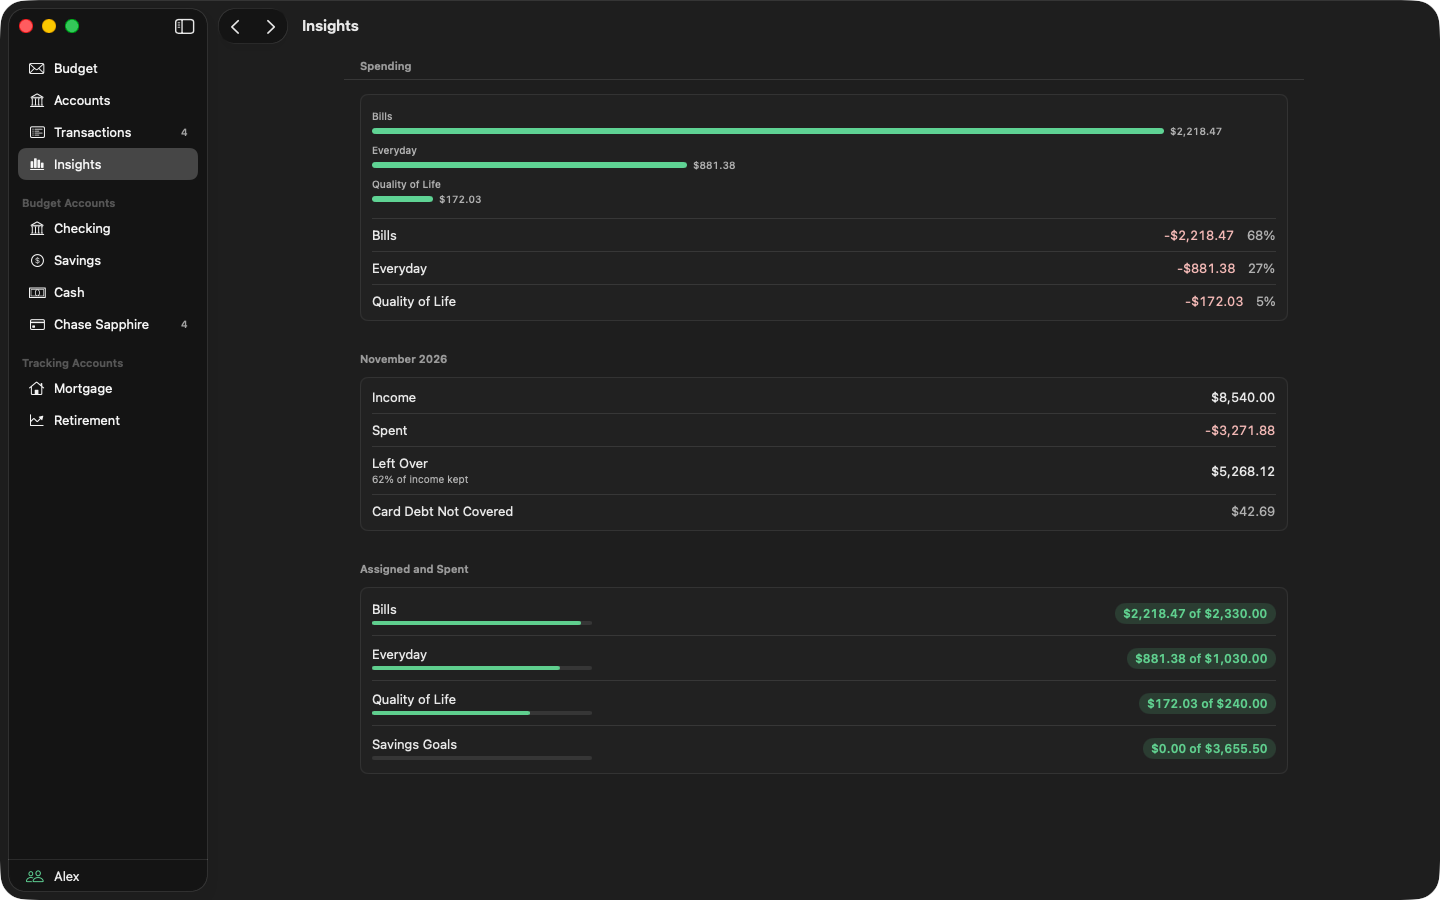 Insights
Budget
Accounts
Transactions 4
Insights
Budget Accounts
Checking
Savings
Cash
Chase Sapphire 4
Tracking Accounts
Mortgage
Retirement
Alex
Spending
Bills
$2,218.47
Everyday
$881.38
Quality of Life
$172.03
Bills -$2,218.47 68%
Everyday -$881.38 27%
Quality of Life -$172.03 5%
November 2026
Income $8,540.00
Spent -$3,271.88
Left Over $5,268.12
62% of income kept
Card Debt Not Covered $42.69
Assigned and Spent
Bills $2,218.47 of $2,330.00
Everyday $881.38 of $1,030.00
Quality of Life $172.03 of $240.00
Savings Goals $0.00 of $3,655.50